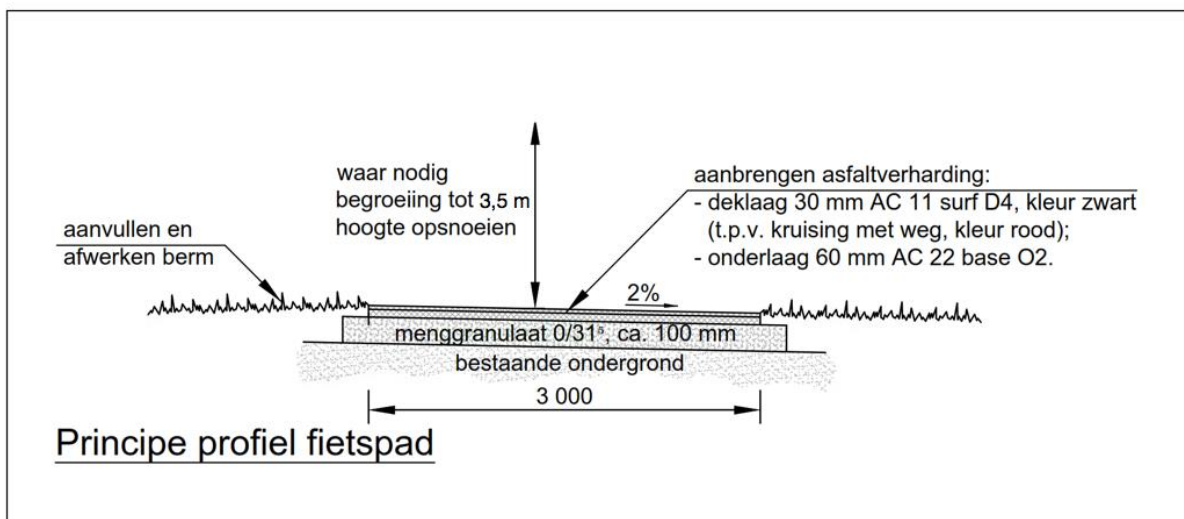 waar nodig
begroeiing tot 3,5 m
hoogte opsnoeien
aanbrengen asfaltverharding:
- deklaag 30 mm AC 11 surf D4, kleur zwart
(t.p.v. kruising met weg, kleur rood);
- onderlaag 60 mm AC 22 base O2.
aanvullen en
afwerken berm
2%
menggranulaat 0/31⁵, ca. 100 mm
bestaande ondergrond
3 000
Principe profiel fietspad